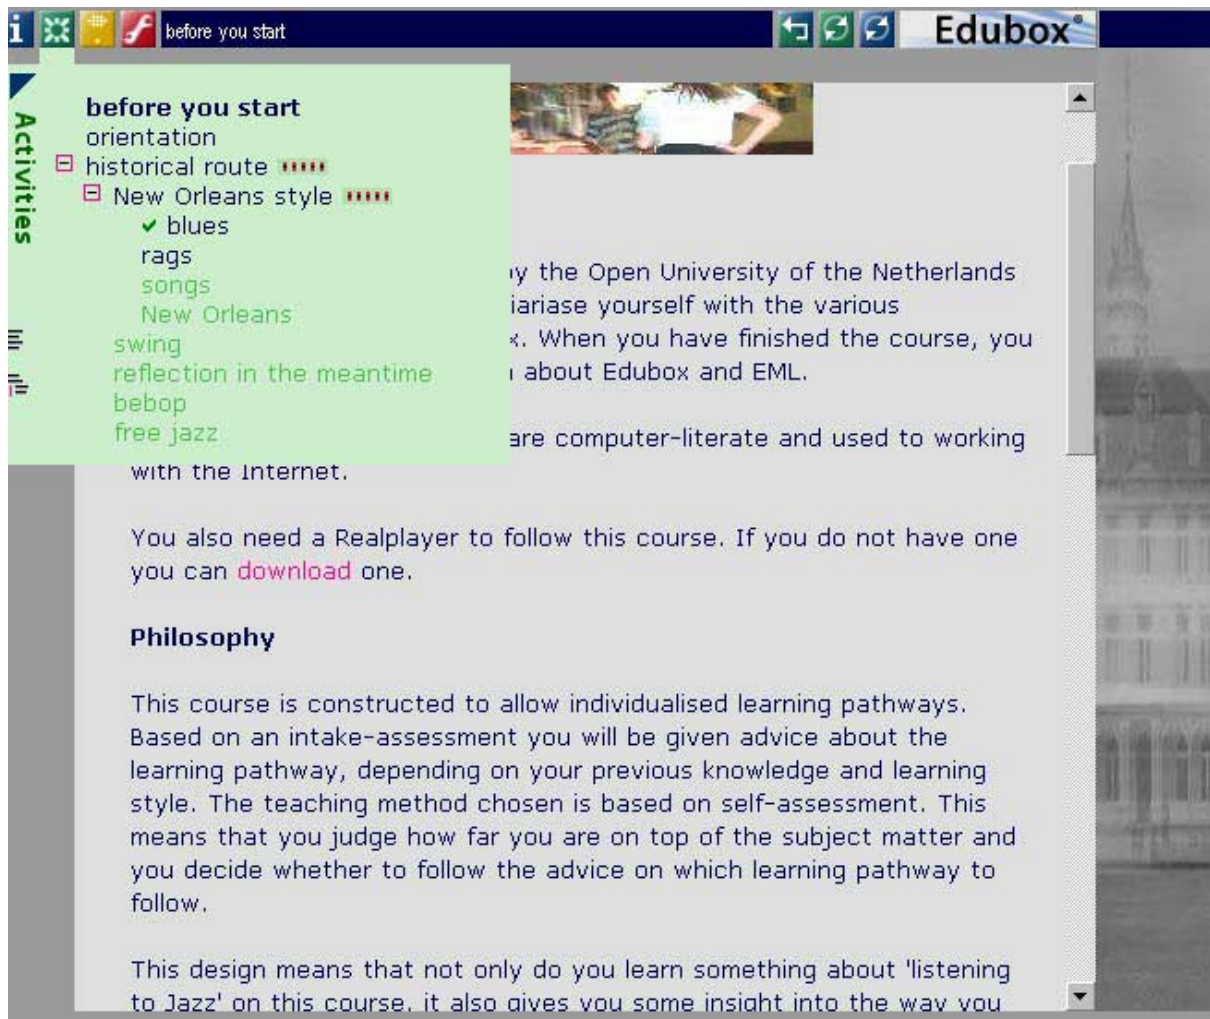 i
before you start
Edubox
Activities
before you start
orientation
historical route
New Orleans style
blues
rags
songs
New Orleans
swing
reflection in the meantime
bebop
free jazz
by the Open University of the Netherlands
iariase yourself with the various
x. When you have finished the course, you
about Edubox and EML.
are computer-literate and used to working
with the Internet.
You also need a Realplayer to follow this course. If you do not have one
you can download one.
Philosophy
This course is constructed to allow individualised learning pathways.
Based on an intake-assessment you will be given advice about the
learning pathway, depending on your previous knowledge and learning
style. The teaching method chosen is based on self-assessment. This
means that you judge how far you are on top of the subject matter and
you decide whether to follow the advice on which learning pathway to
follow.
This design means that not only do you learn something about 'listening
to Jazz' on this course, it also gives you some insight into the way you